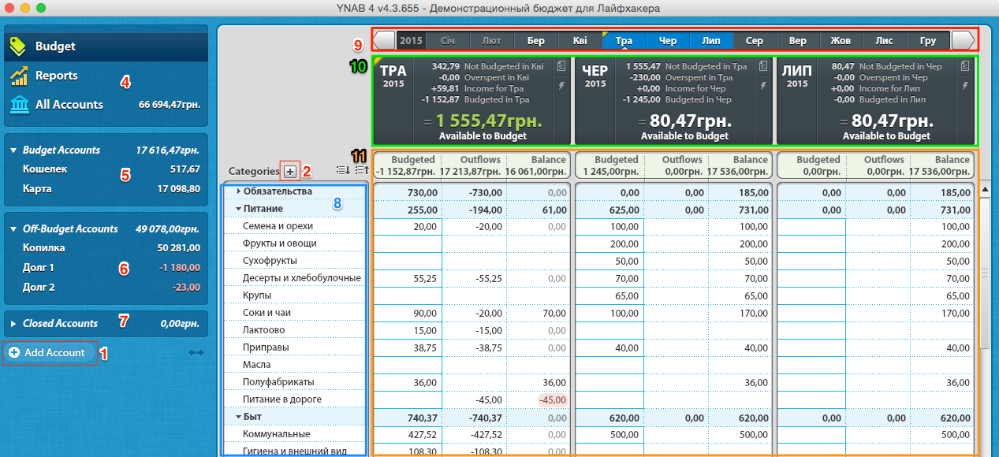 YNAB 4 v4.3.655 - Демонстрационный бюджет для Лайфхакера
Budget
Reports
4
All Accounts 66 694,47грн.
Budget Accounts 17 616,47грн.
Кошелек 517,67
5
Карта 17 098,80
Off-Budget Accounts 49 078,00грн.
Копилка 50 281,00
Долг 1 -1 180,00
6
Долг 2 -23,00
Closed Accounts 7 0,00грн.
Add Account 1
9 2015 Січ Лют Бер Кві Тра Чер Лип Сер Вер Жов Лис Гру
10
ТРА
2015
342,79 Not Budgeted in Кві
-0,00 Overspent in Кві
+59,81 Income for Тра
-1 152,87 Budgeted in Тра
= 1 555,47грн.
Available to Budget
ЧЕР
2015
1 555,47 Not Budgeted in Тра
-230,00 Overspent in Тра
+0,00 Income for Чер
-1 245,00 Budgeted in Чер
= 80,47грн.
Available to Budget
ЛИП
2015
80,47 Not Budgeted in Чер
-0,00 Overspent in Чер
+0,00 Income for Лип
-0,00 Budgeted in Лип
= 80,47грн.
Available to Budget
11
Budgeted Outflows Balance Budgeted Outflows Balance Budgeted Outflows Balance
Categories + 2 -1 152,87грн. 17 213,87грн. 16 061,00грн. 1 245,00грн. 0,00грн. 17 536,00грн. 0,00грн. 0,00грн. 17 536,00грн.
Обязательства 730,00 -730,00 0,00 0,00 0,00 185,00 0,00 0,00 185,00
8
Питание 255,00 -194,00 61,00 625,00 0,00 731,00 0,00 0,00 731,00
Семена и орехи 20,00 -20,00 0,00 100,00 100,00 100,00
Фрукты и овощи 200,00 200,00 200,00
Сухофрукты 50,00 50,00 50,00
Десерты и хлебобулочные 55,25 -55,25 0,00 70,00 70,00 70,00
Крупы 65,00 65,00 65,00
Соки и чаи 90,00 -20,00 70,00 100,00 170,00 170,00
Лактоово 15,00 -15,00 0,00
Приправы 38,75 -38,75 0,00 40,00 40,00 40,00
Масла
Полуфабрикаты 36,00 36,00 36,00 36,00
Питание в дороге -45,00 -45,00
Быт 740,37 -740,37 0,00 620,00 0,00 620,00 0,00 0,00 620,00
Коммунальные 427,52 -427,52 0,00 500,00 500,00 500,00
Гигиена и внешний вид 108,30 -108,30 0,00